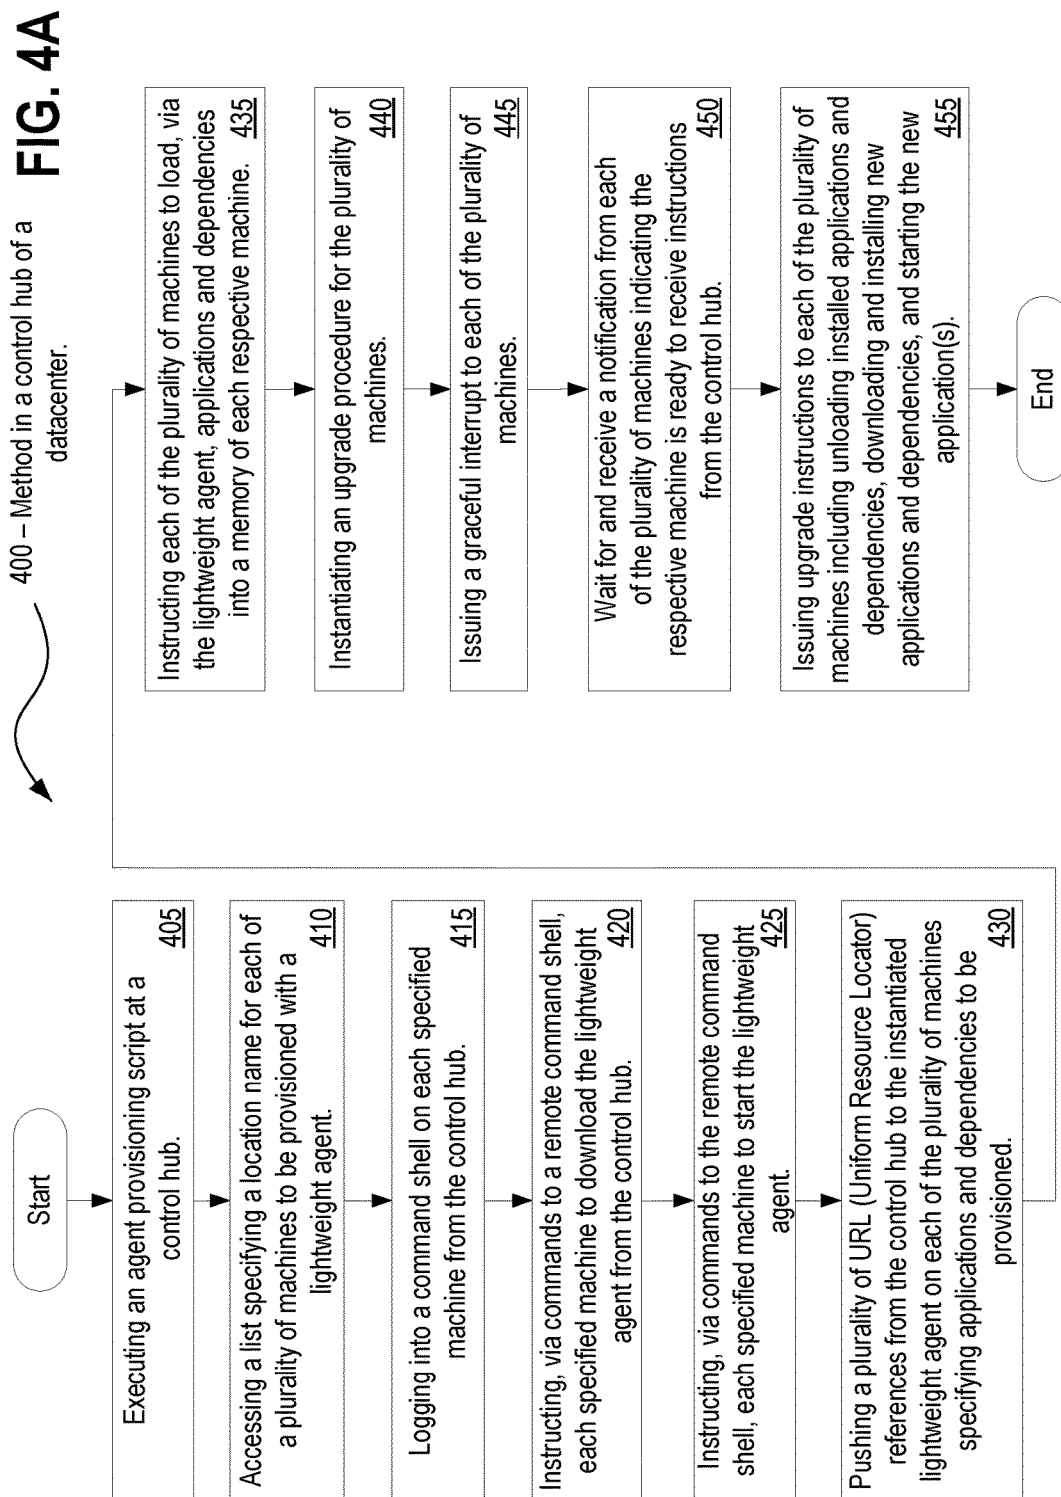 400 – Method in a control hub of a
datacenter.
FIG. 4A
Start
Executing an agent provisioning script at a
control hub.
405
Accessing a list specifying a location name for each of
a plurality of machines to be provisioned with a
lightweight agent.
410
Logging into a command shell on each specified
machine from the control hub.
415
Instructing, via commands to a remote command shell,
each specified machine to download the lightweight
agent from the control hub.
420
Instructing, via commands to the remote command
shell, each specified machine to start the lightweight
agent.
425
Pushing a plurality of URL (Uniform Resource Locator)
references from the control hub to the instantiated
lightweight agent on each of the plurality of machines
specifying applications and dependencies to be
provisioned.
430
Instructing each of the plurality of machines to load, via
the lightweight agent, applications and dependencies
into a memory of each respective machine.
435
Instantiating an upgrade procedure for the plurality of
machines.
440
Issuing a graceful interrupt to each of the plurality of
machines.
445
Wait for and receive a notification from each
of the plurality of machines indicating the
respective machine is ready to receive instructions
from the control hub.
450
Issuing upgrade instructions to each of the plurality of
machines including unloading installed applications and
dependencies, downloading and installing new
applications and dependencies, and starting the new
application(s).
455
End